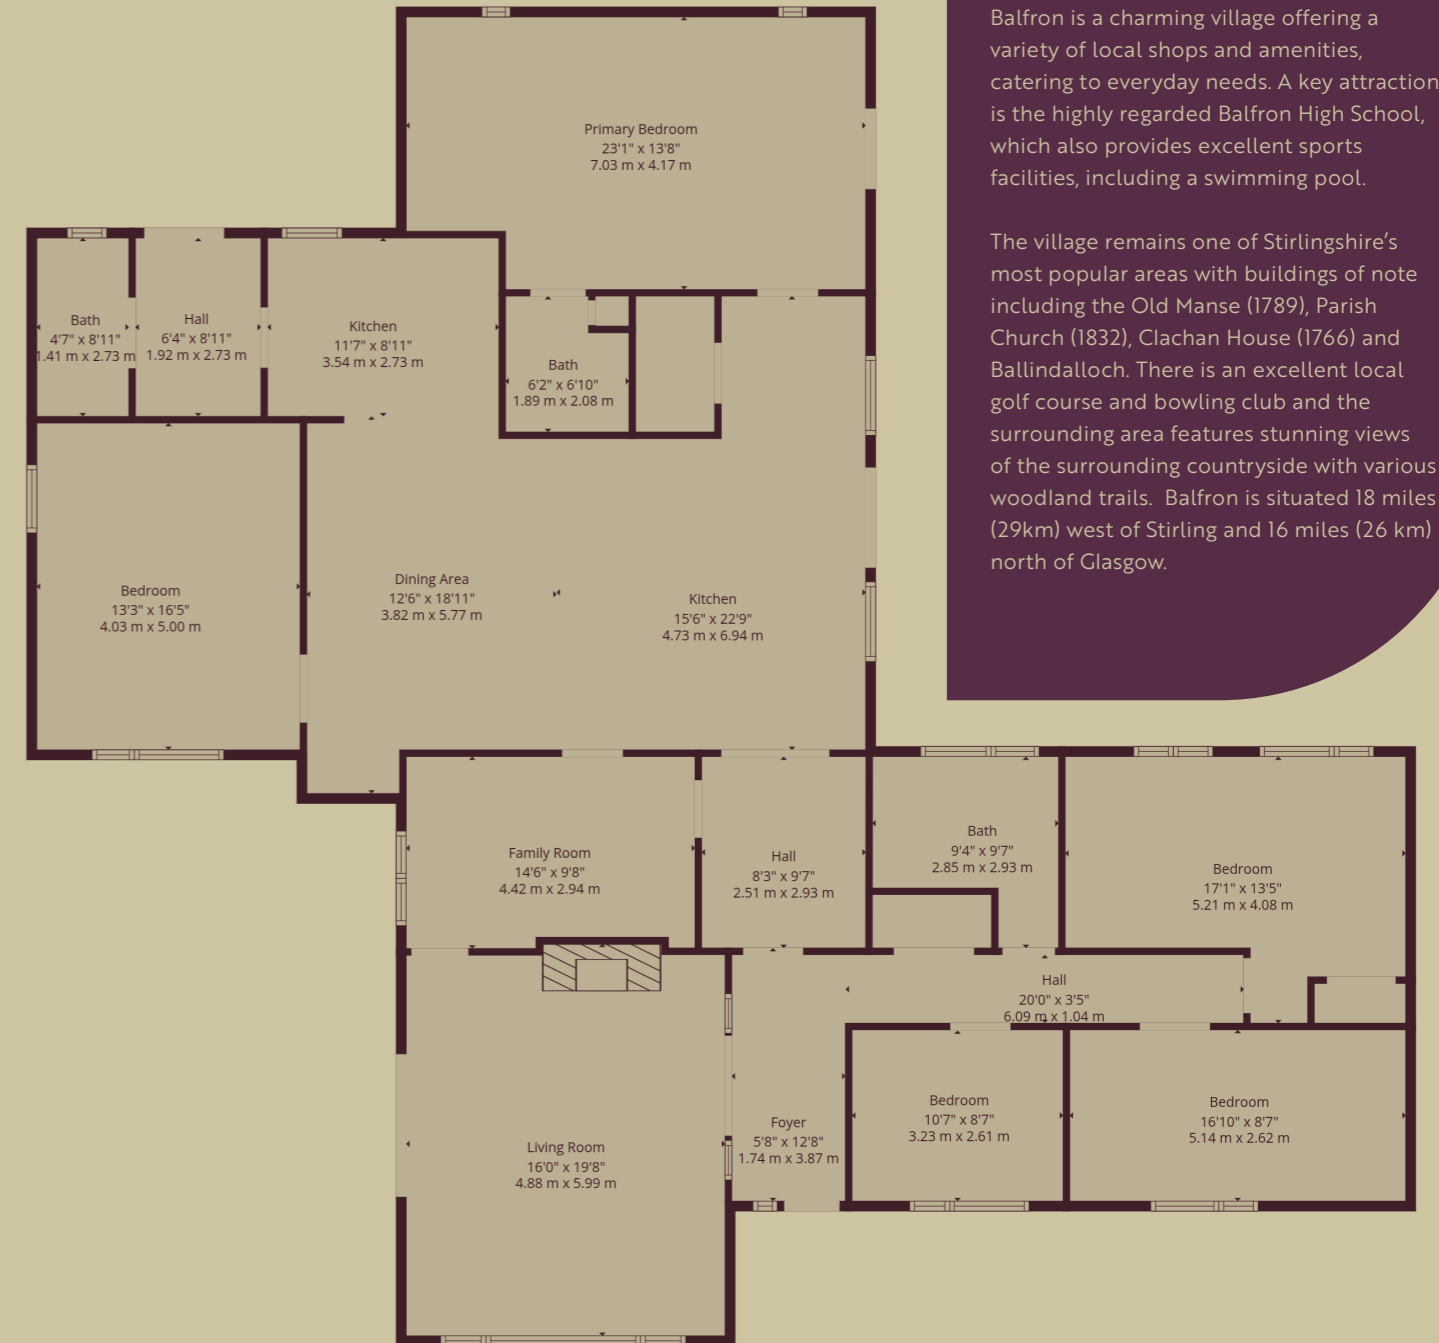 Balfron is a charming village offering a
variety of local shops and amenities,
catering to everyday needs. A key attraction
is the highly regarded Balfron High School,
which also provides excellent sports
facilities, including a swimming pool.
The village remains one of Stirlingshire’s
most popular areas with buildings of note
including the Old Manse (1789), Parish
Church (1832), Clachan House (1766) and
Ballindalloch. There is an excellent local
golf course and bowling club and the
surrounding area features stunning views
of the surrounding countryside with various
woodland trails.  Balfron is situated 18 miles
(29km) west of Stirling and 16 miles (26 km)
north of Glasgow.
Primary Bedroom
23'1" x 13'8"
7.03 m x 4.17 m
Bath
4'7" x 8'11"
1.41 m x 2.73 m
Hall
6'4" x 8'11"
1.92 m x 2.73 m
Kitchen
11'7" x 8'11"
3.54 m x 2.73 m
Bath
6'2" x 6'10"
1.89 m x 2.08 m
Bedroom
13'3" x 16'5"
4.03 m x 5.00 m
Dining Area
12'6" x 18'11"
3.82 m x 5.77 m
Kitchen
15'6" x 22'9"
4.73 m x 6.94 m
Family Room
14'6" x 9'8"
4.42 m x 2.94 m
Hall
8'3" x 9'7"
2.51 m x 2.93 m
Bath
9'4" x 9'7"
2.85 m x 2.93 m
Bedroom
17'1" x 13'5"
5.21 m x 4.08 m
Hall
20'0" x 3'5"
6.09 m x 1.04 m
Living Room
16'0" x 19'8"
4.88 m x 5.99 m
Foyer
5'8" x 12'8"
1.74 m x 3.87 m
Bedroom
10'7" x 8'7"
3.23 m x 2.61 m
Bedroom
16'10" x 8'7"
5.14 m x 2.62 m